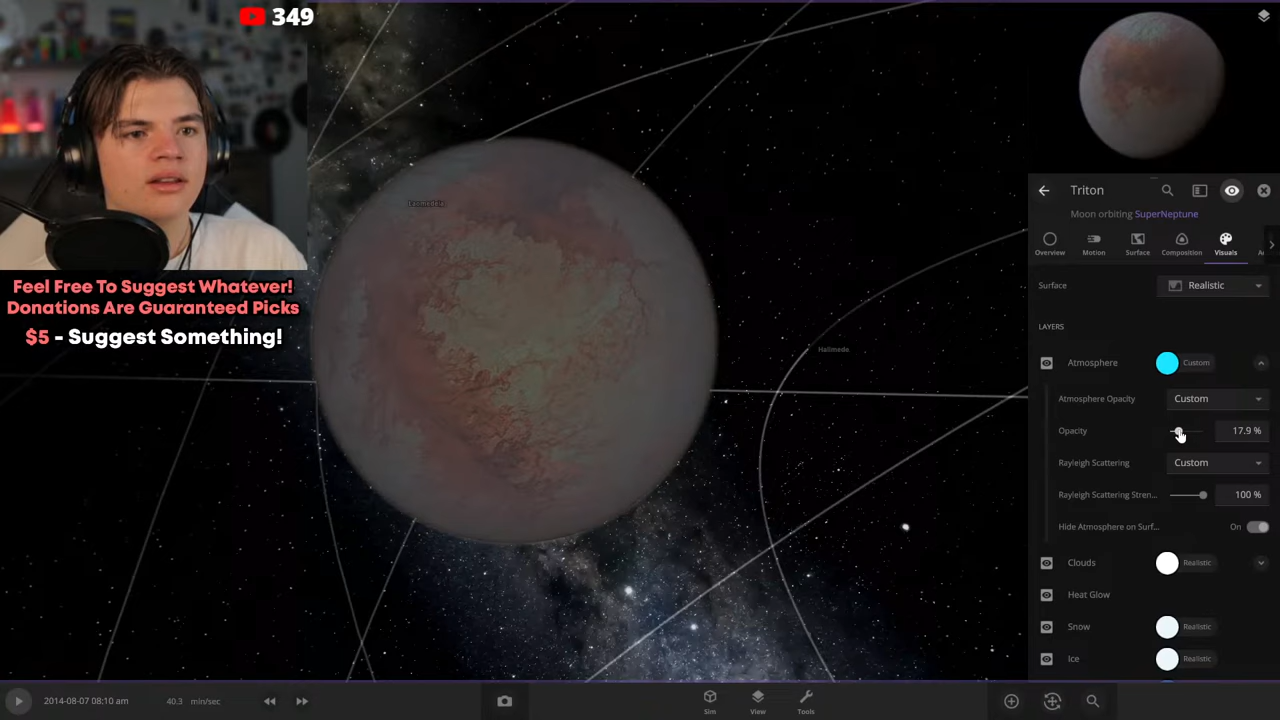 349
Feel Free To Suggest Whatever!
Donations Are Guaranteed Picks
$5 - Suggest Something!
Halimede
Triton
Moon orbiting SuperNeptune
Overview Motion Surface Composition Visuals
Surface Realistic
LAYERS
Atmosphere Custom
Atmosphere Opacity Custom
Opacity 17.9 %
Rayleigh Scattering Custom
Rayleigh Scattering Stren... 100 %
Hide Atmosphere on Surf... On
Clouds Realistic
Heat Glow
Snow Realistic
Ice Realistic
2014-08-07 08:10 am 40.3 min/sec
Sim View Tools